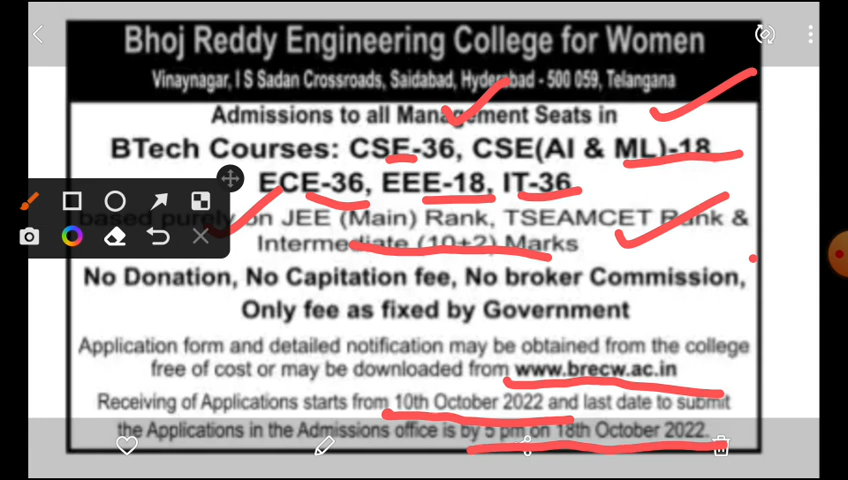 Bhoj Reddy Engineering College for Women
Vinaynagar, I S Sadan Crossroads, Saidabad, Hyderabad - 500 059, Telangana
Admissions to all Management Seats in
BTech Courses: CSE-36, CSE(AI & ML)-18
ECE-36, EEE-18, IT-36
based purely on JEE (Main) Rank, TSEAMCET Rank &
Intermediate (10+2) Marks
No Donation, No Capitation fee, No broker Commission,
Only fee as fixed by Government
Application form and detailed notification may be obtained from the college
free of cost or may be downloaded from www.brecw.ac.in
Receiving of Applications starts from 10th October 2022 and last date to submit
the Applications in the Admissions office is by 5 pm on 18th October 2022.